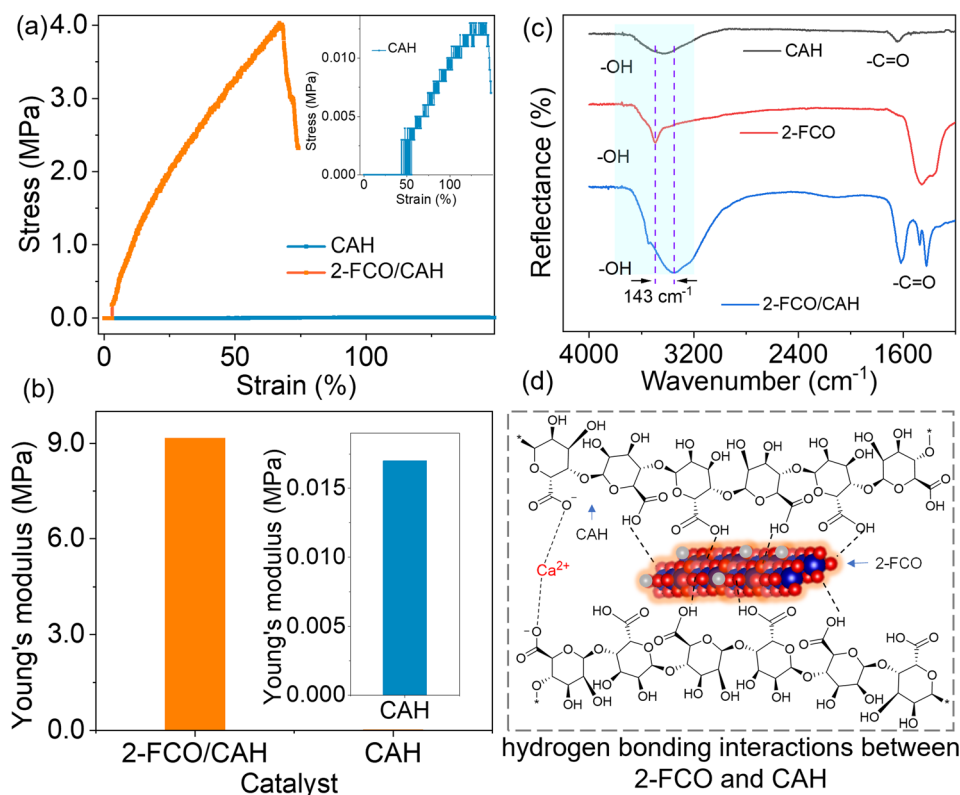 (a)
4.0
3.0
2.0
1.0
0.0
Stress (MPa)
0
50
100
Strain (%)
CAH
2-FCO/CAH
0.010
0.005
0.000
Stress (MPa)
CAH
0
50
100
Strain (%)
(c)
Reflectance (%)
-OH
CAH
-C=O
-OH
2-FCO
-OH
143 cm-1
-C=O
2-FCO/CAH
4000
3200
2400
1600
Wavenumber (cm-1)
(b)
9.0
6.0
3.0
0.0
Young's modulus (MPa)
2-FCO/CAH
CAH
Catalyst
0.015
0.010
0.005
0.000
Young's modulus (MPa)
CAH
(d)
CAH
Ca2+
2-FCO
hydrogen bonding interactions between
2-FCO and CAH